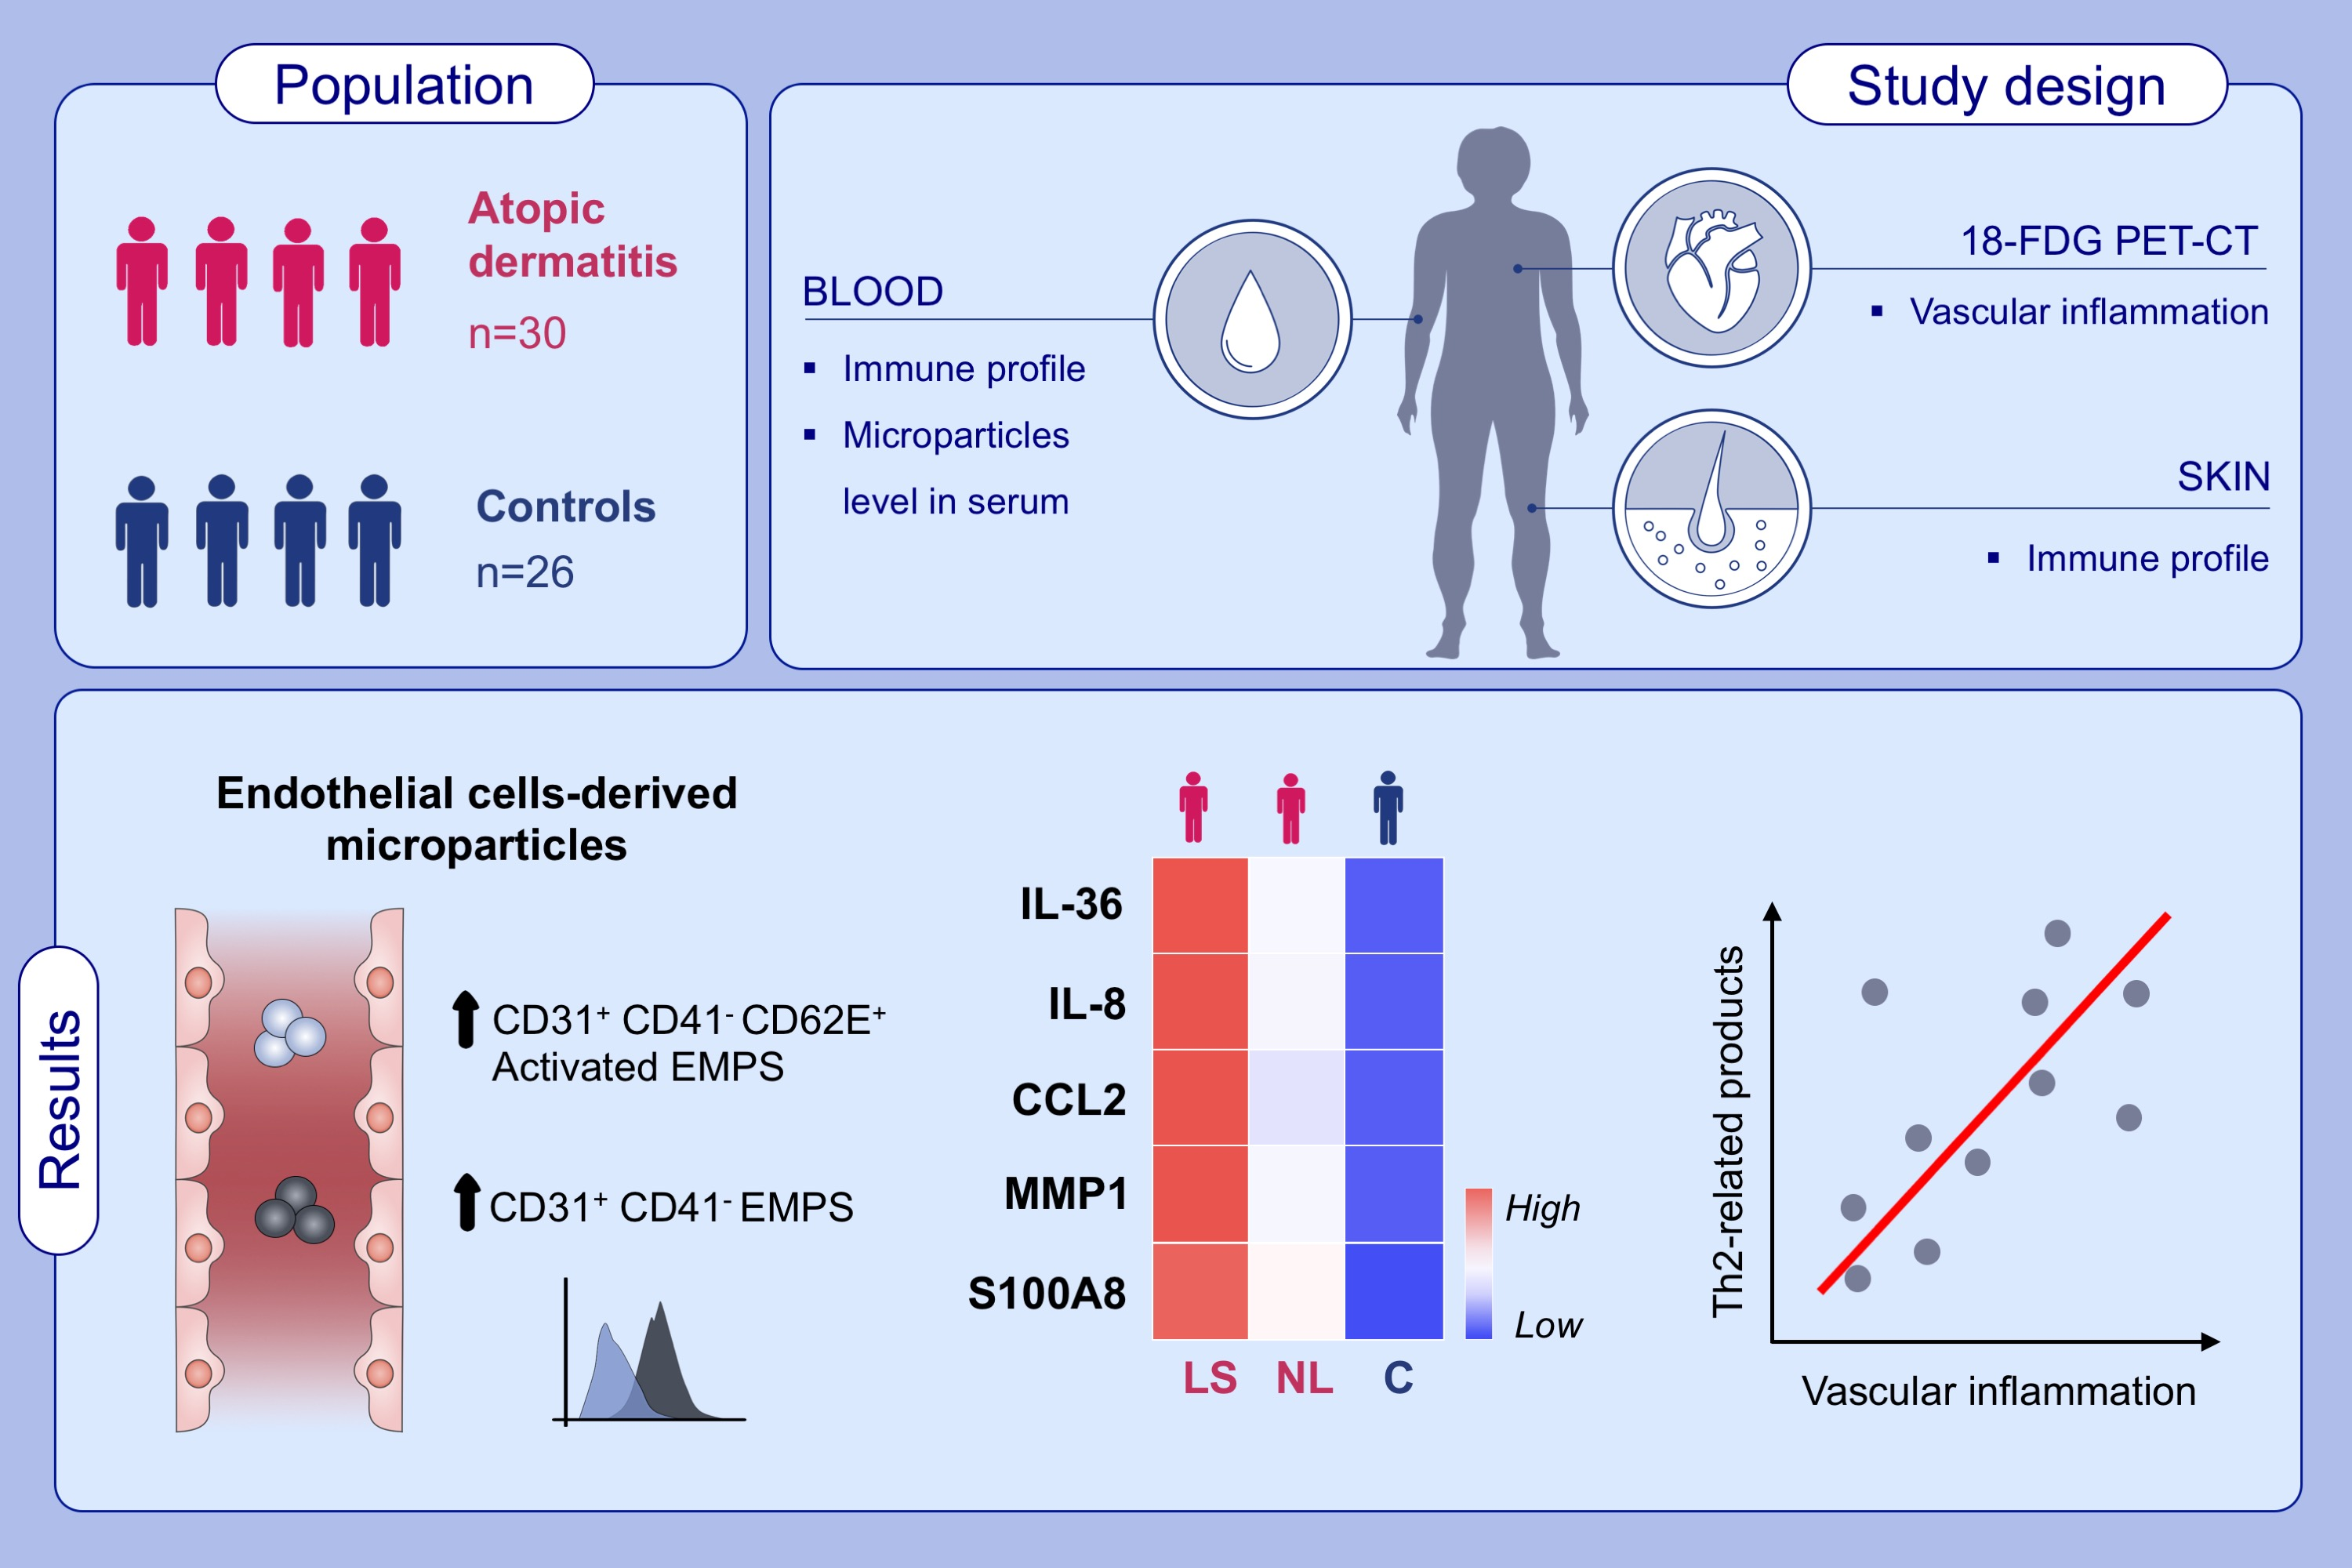 Population
Atopic
dermatitis
n=30
Controls
n=26
Study design
BLOOD
▪ Immune profile
▪ Microparticles
level in serum
18-FDG PET-CT
▪ Vascular inflammation
SKIN
▪ Immune profile
Results
Endothelial cells-derived
microparticles
CD31⁺ CD41⁻ CD62E⁺
Activated EMPS
CD31⁺ CD41⁻ EMPS
IL-36
IL-8
CCL2
MMP1
S100A8
LS NL C
High
Low
Th2-related products
Vascular inflammation